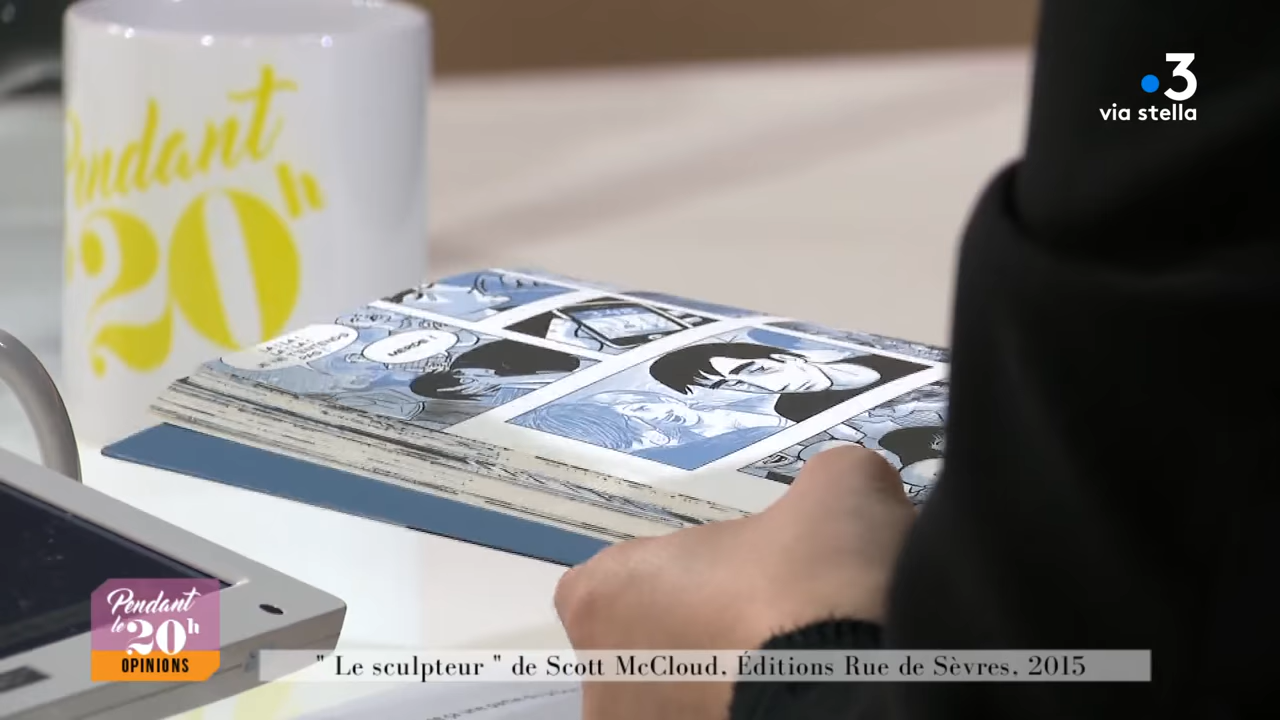 3
via stella
Pendant
20h
MERCI !
Pendant
le 20h
OPINIONS
" Le sculpteur " de Scott McCloud, Éditions Rue de Sèvres, 2015